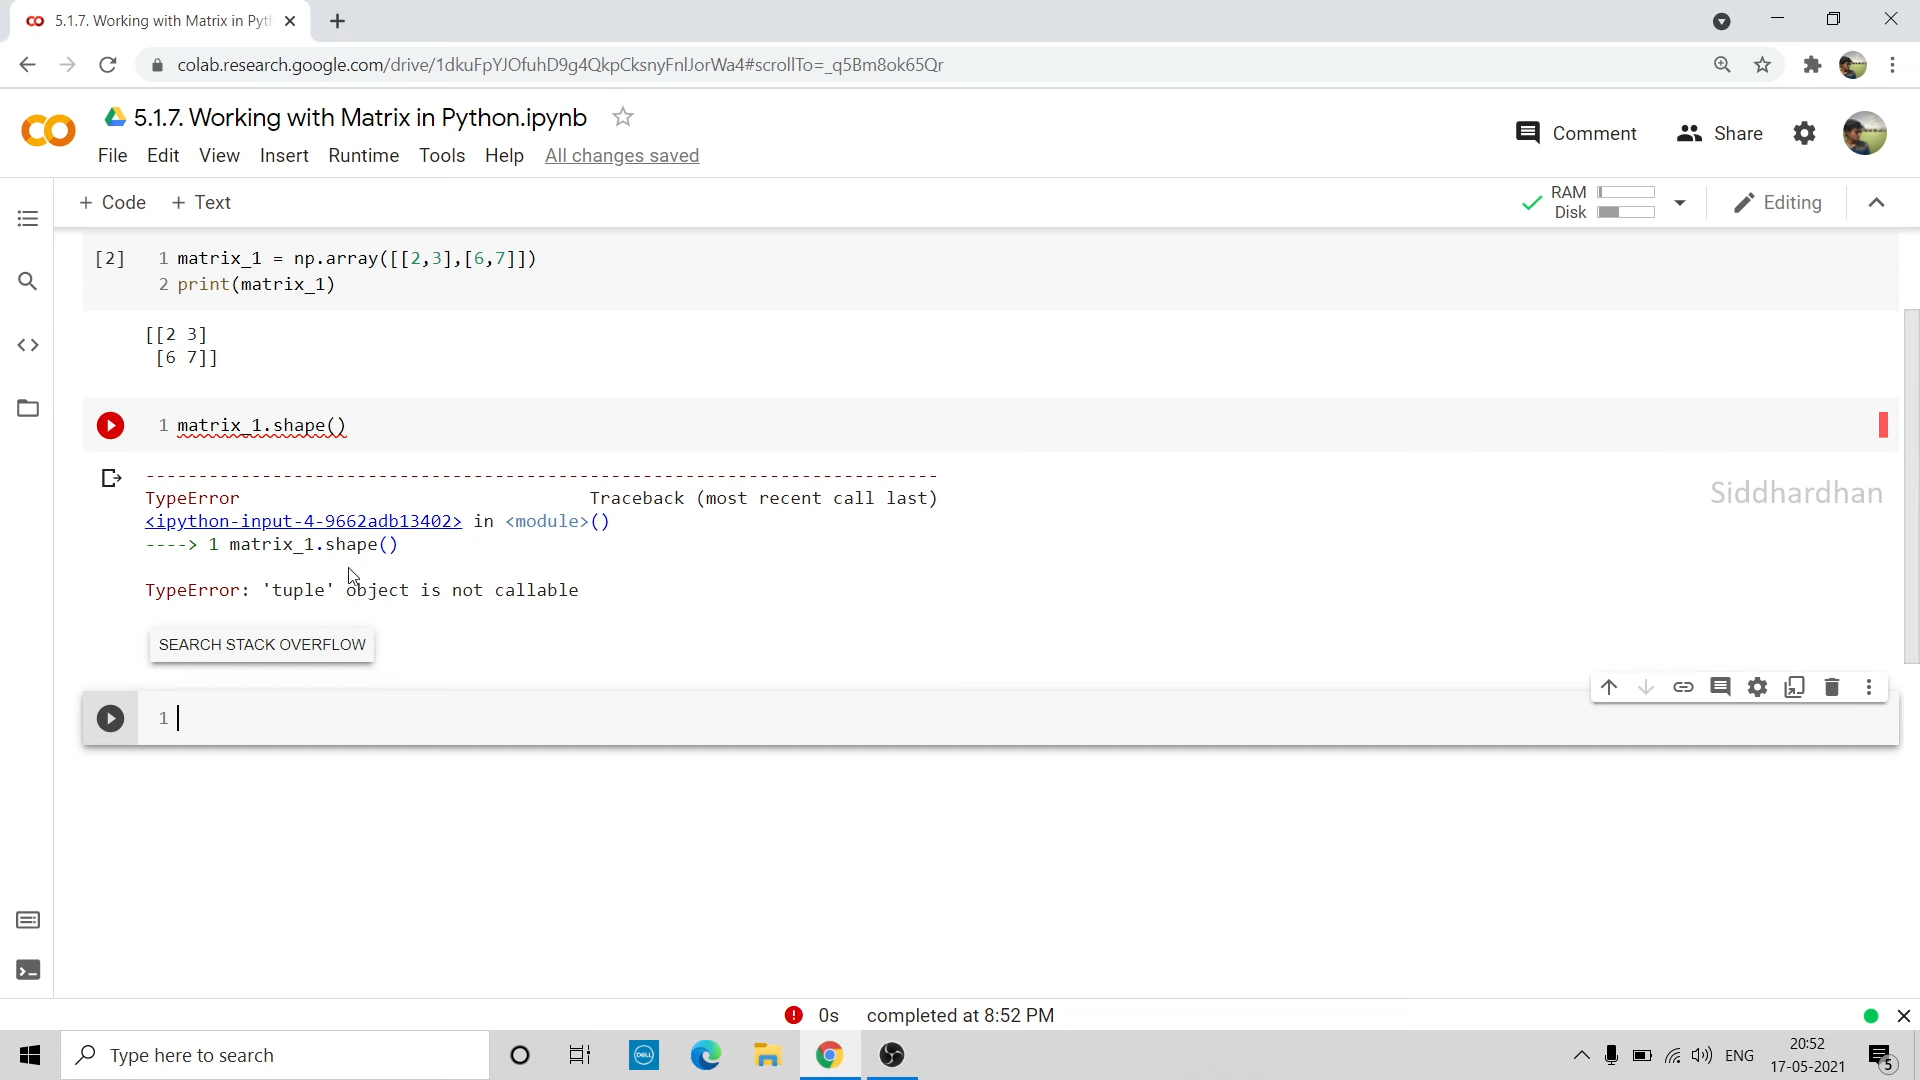 5.1.7. Working with Matrix in Pyth
colab.research.google.com/drive/1dkuFpYJOfuhD9g4QkpCksnyFnlJorWa4#scrollTo=_q5Bm8ok65Qr
5.1.7. Working with Matrix in Python.ipynb
Comment Share
File Edit View Insert Runtime Tools Help All changes saved
+ Code + Text
RAM
Disk
Editing
[2] 1 matrix_1 = np.array([[2,3],[6,7]])
2 print(matrix_1)
[[2 3]
[6 7]]
1 matrix_1.shape()
---------------------------------------------------------------------------
TypeError Traceback (most recent call last)
<ipython-input-4-9662adb13402> in <module>()
----> 1 matrix_1.shape()
TypeError: 'tuple' object is not callable
Siddhardhan
SEARCH STACK OVERFLOW
1
0s completed at 8:52 PM
Type here to search
DELL
ENG
20:52
17-05-2021
5